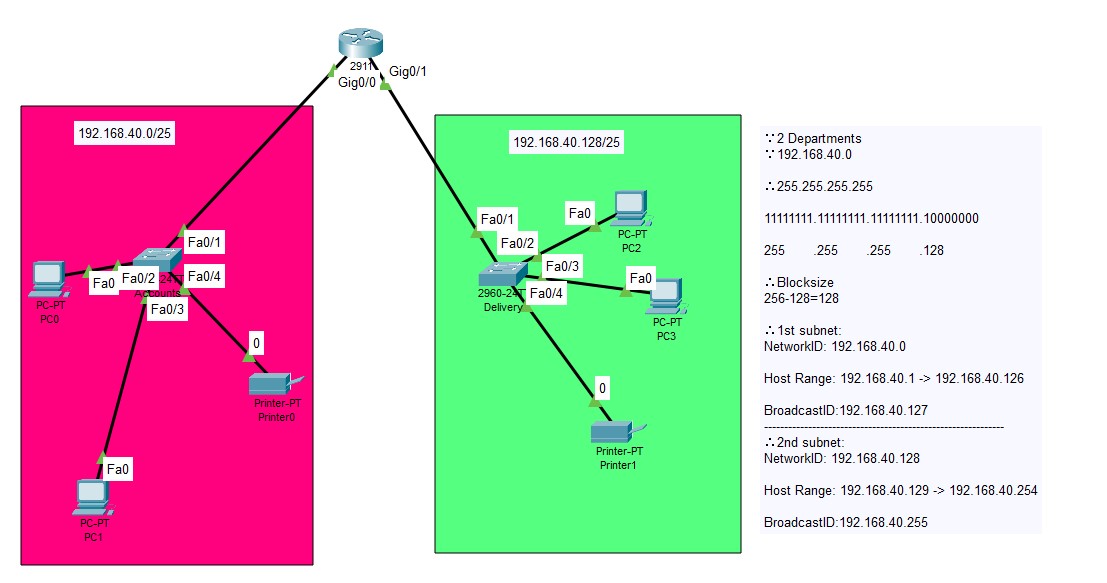 2911
Gig0/0
Gig0/1
192.168.40.0/25
Fa0/1
Fa0/2
Fa0/4
Fa0
Accounts
Fa0/3
PC-PT
PC0
0
Printer-PT
Printer0
Fa0
PC-PT
PC1
192.168.40.128/25
Fa0/1
Fa0
Fa0/2
PC-PT
PC2
Fa0/3
Fa0
2960-24T
Fa0/4
Delivery
PC-PT
PC3
0
Printer-PT
Printer1
∵2 Departments
∵192.168.40.0
∴255.255.255.255
11111111.11111111.11111111.10000000
255 .255 .255 .128
∴Blocksize
256-128=128
∴1st subnet:
NetworkID: 192.168.40.0
Host Range: 192.168.40.1 -> 192.168.40.126
BroadcastID:192.168.40.127
------------------------------------------------------------
∴2nd subnet:
NetworkID: 192.168.40.128
Host Range: 192.168.40.129 -> 192.168.40.254
BroadcastID:192.168.40.255